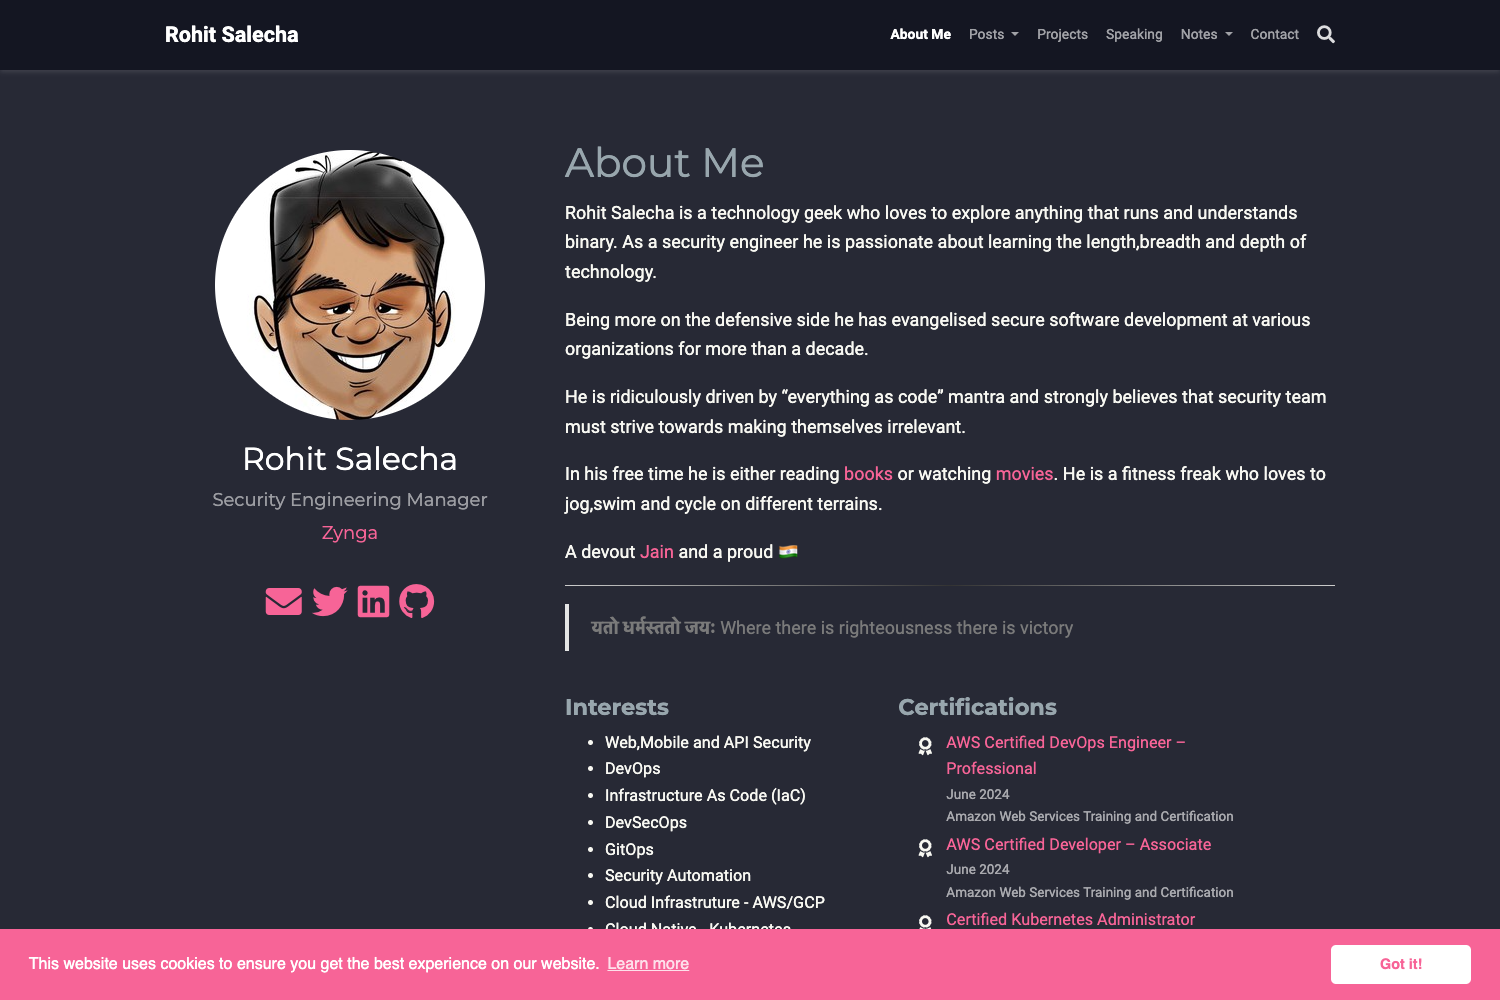 Rohit Salecha
About Me
Posts
Projects
Speaking
Notes
Contact
Rohit Salecha
Security Engineering Manager
Zynga
About Me
Rohit Salecha is a technology geek who loves to explore anything that runs and understands
binary. As a security engineer he is passionate about learning the length,breadth and depth of
technology.
Being more on the defensive side he has evangelised secure software development at various
organizations for more than a decade.
He is ridiculously driven by “everything as code” mantra and strongly believes that security team
must strive towards making themselves irrelevant.
In his free time he is either reading books or watching movies. He is a fitness freak who loves to
jog,swim and cycle on different terrains.
A devout Jain and a proud 🇮🇳
यतो धर्मस्ततो जयः Where there is righteousness there is victory
Interests
Web,Mobile and API Security
DevOps
Infrastructure As Code (IaC)
DevSecOps
GitOps
Security Automation
Cloud Infrastruture - AWS/GCP
Cloud Native - Kubernetes
Certifications
AWS Certified DevOps Engineer –
Professional
June 2024
Amazon Web Services Training and Certification
AWS Certified Developer – Associate
June 2024
Amazon Web Services Training and Certification
Certified Kubernetes Administrator
This website uses cookies to ensure you get the best experience on our website. Learn more
Got it!